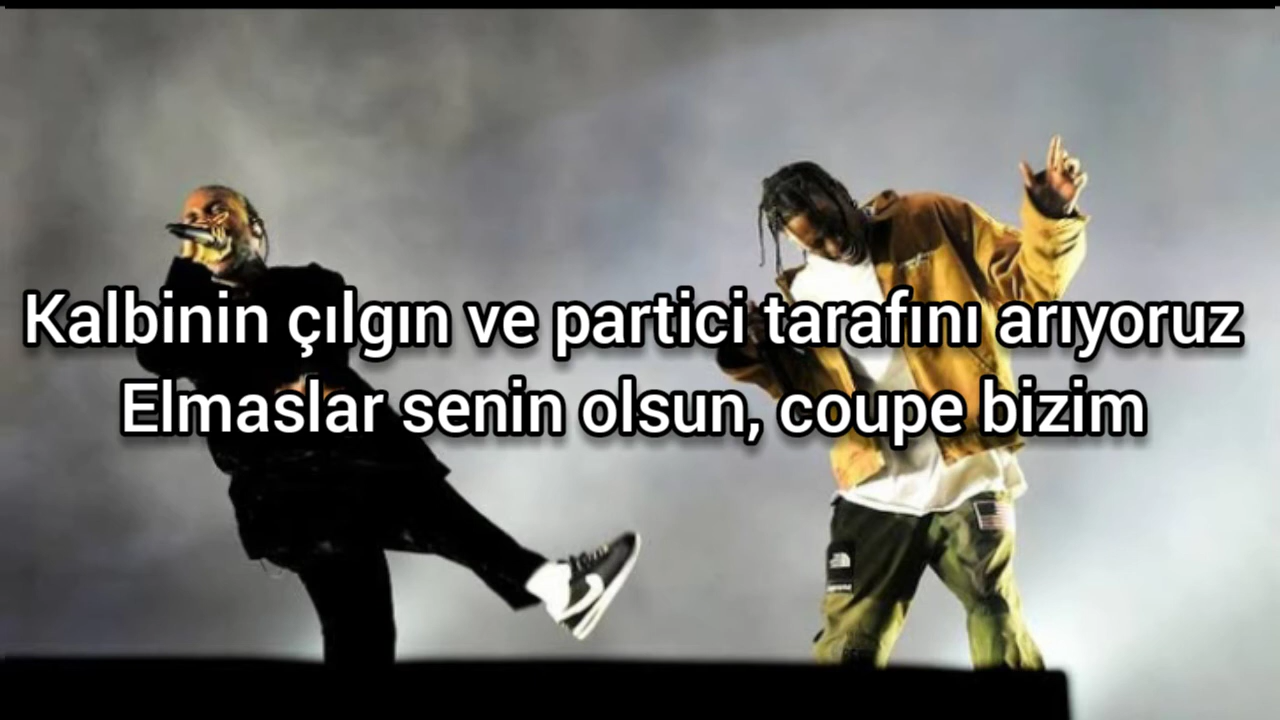 Kalbinin çılgın ve partici tarafını arıyoruz
Elmaslar senin olsun, coupe bizim